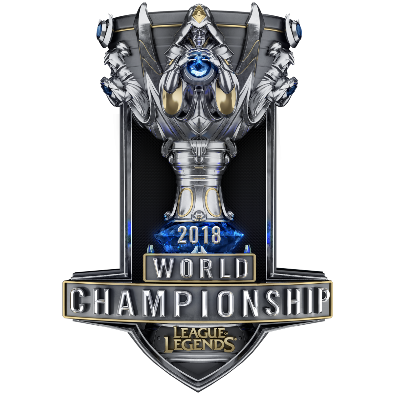 2018
WORLD
CHAMPIONSHIP
LEAGUE OF
LEGENDS